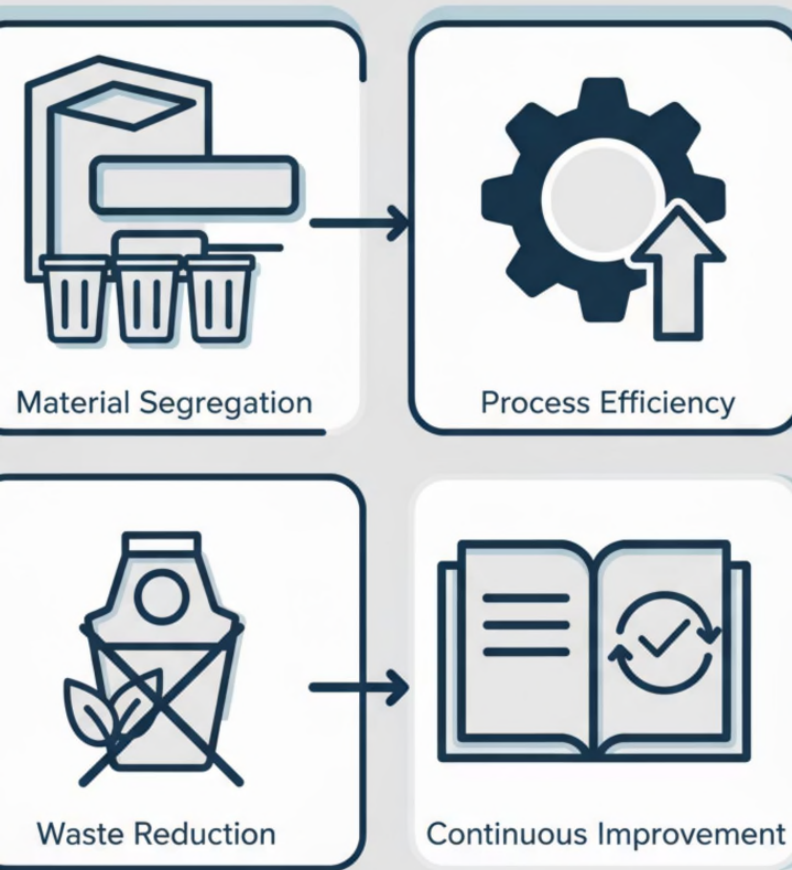 Material Segregation
Process Efficiency
Waste Reduction
Continuous Improvement